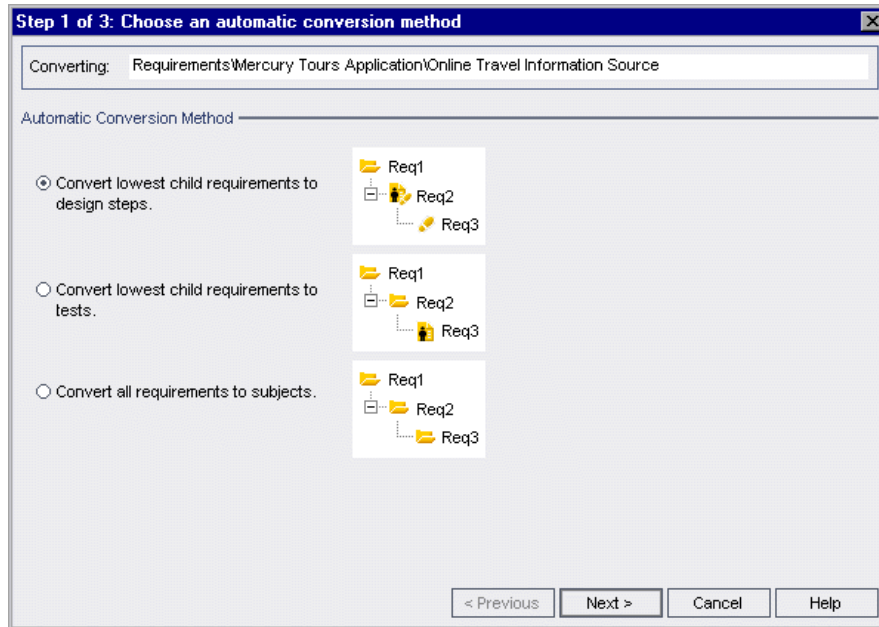 Step 1 of 3: Choose an automatic conversion method
Converting: Requirements\Mercury Tours Application\Online Travel Information Source
Automatic Conversion Method
Convert lowest child requirements to
design steps.
Req1
Req2
Req3
Convert lowest child requirements to
tests.
Req1
Req2
Req3
Convert all requirements to subjects.
Req1
Req2
Req3
< Previous Next > Cancel Help